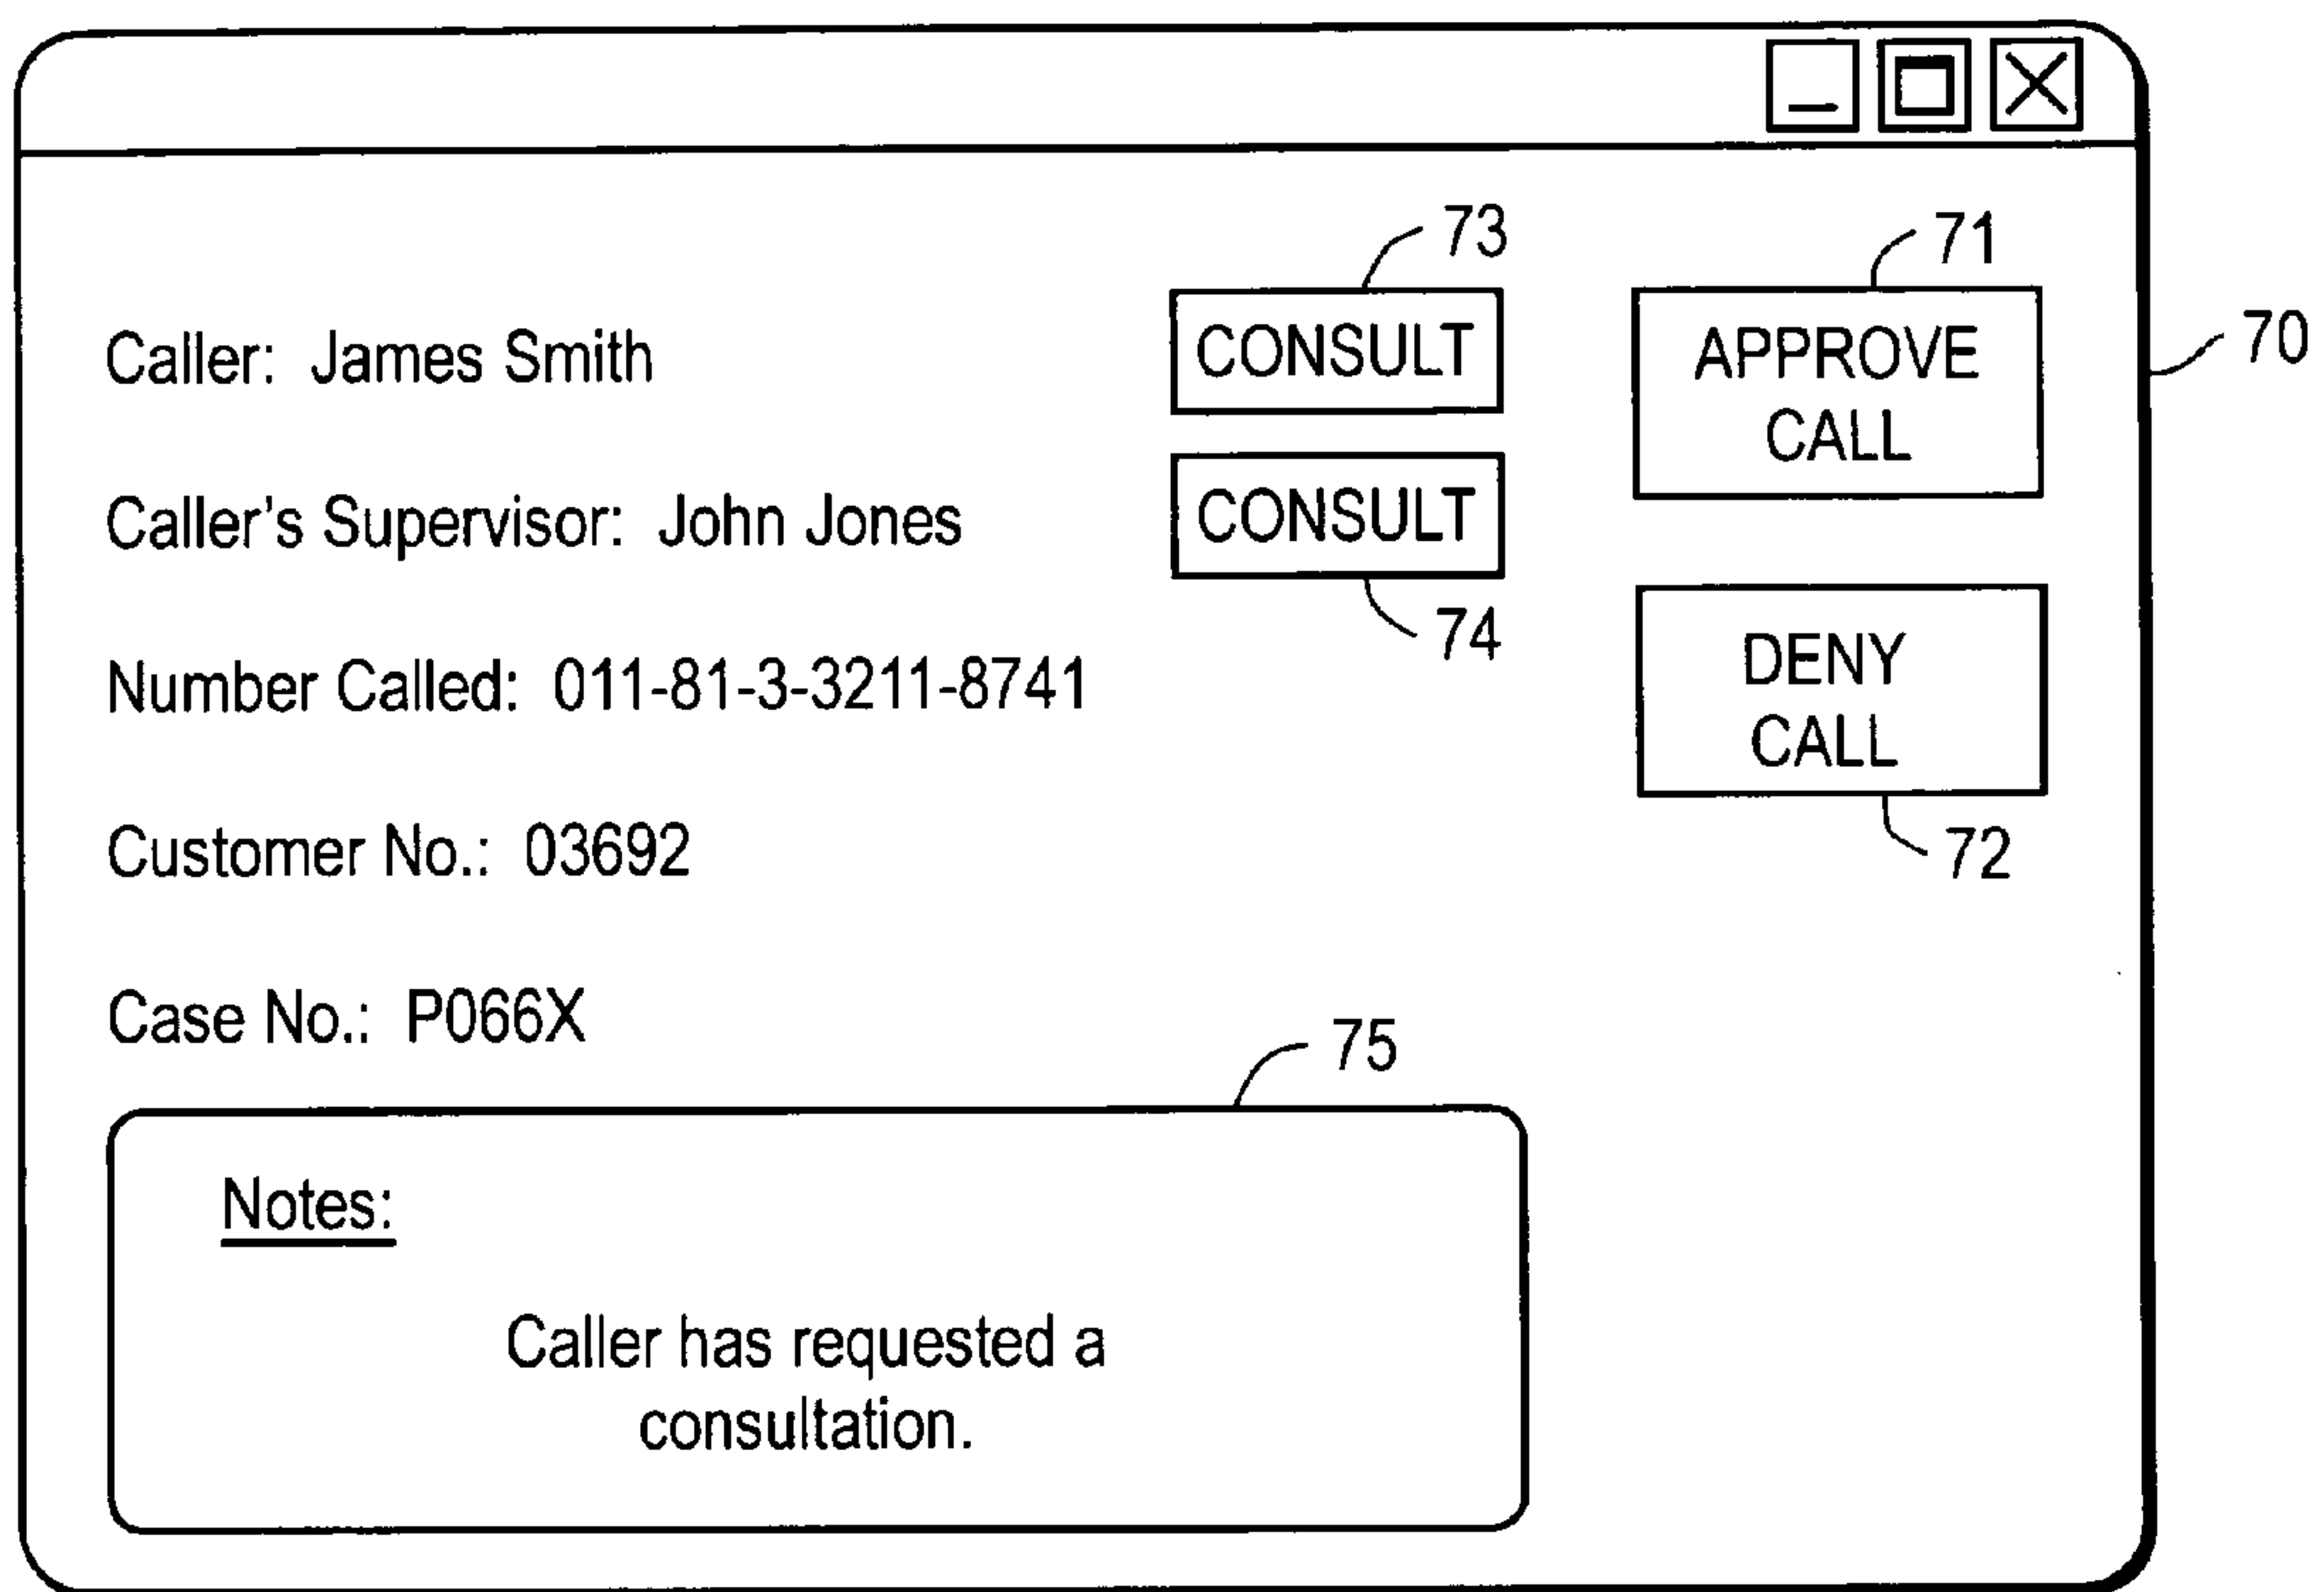 73
71
70
Caller: James Smith
CONSULT
APPROVE
CALL
Caller's Supervisor: John Jones
CONSULT
74
Number Called: 011-81-3-3211-8741
DENY
CALL
72
Customer No.: 03692
Case No.: P066X
75
Notes:
Caller has requested a
consultation.